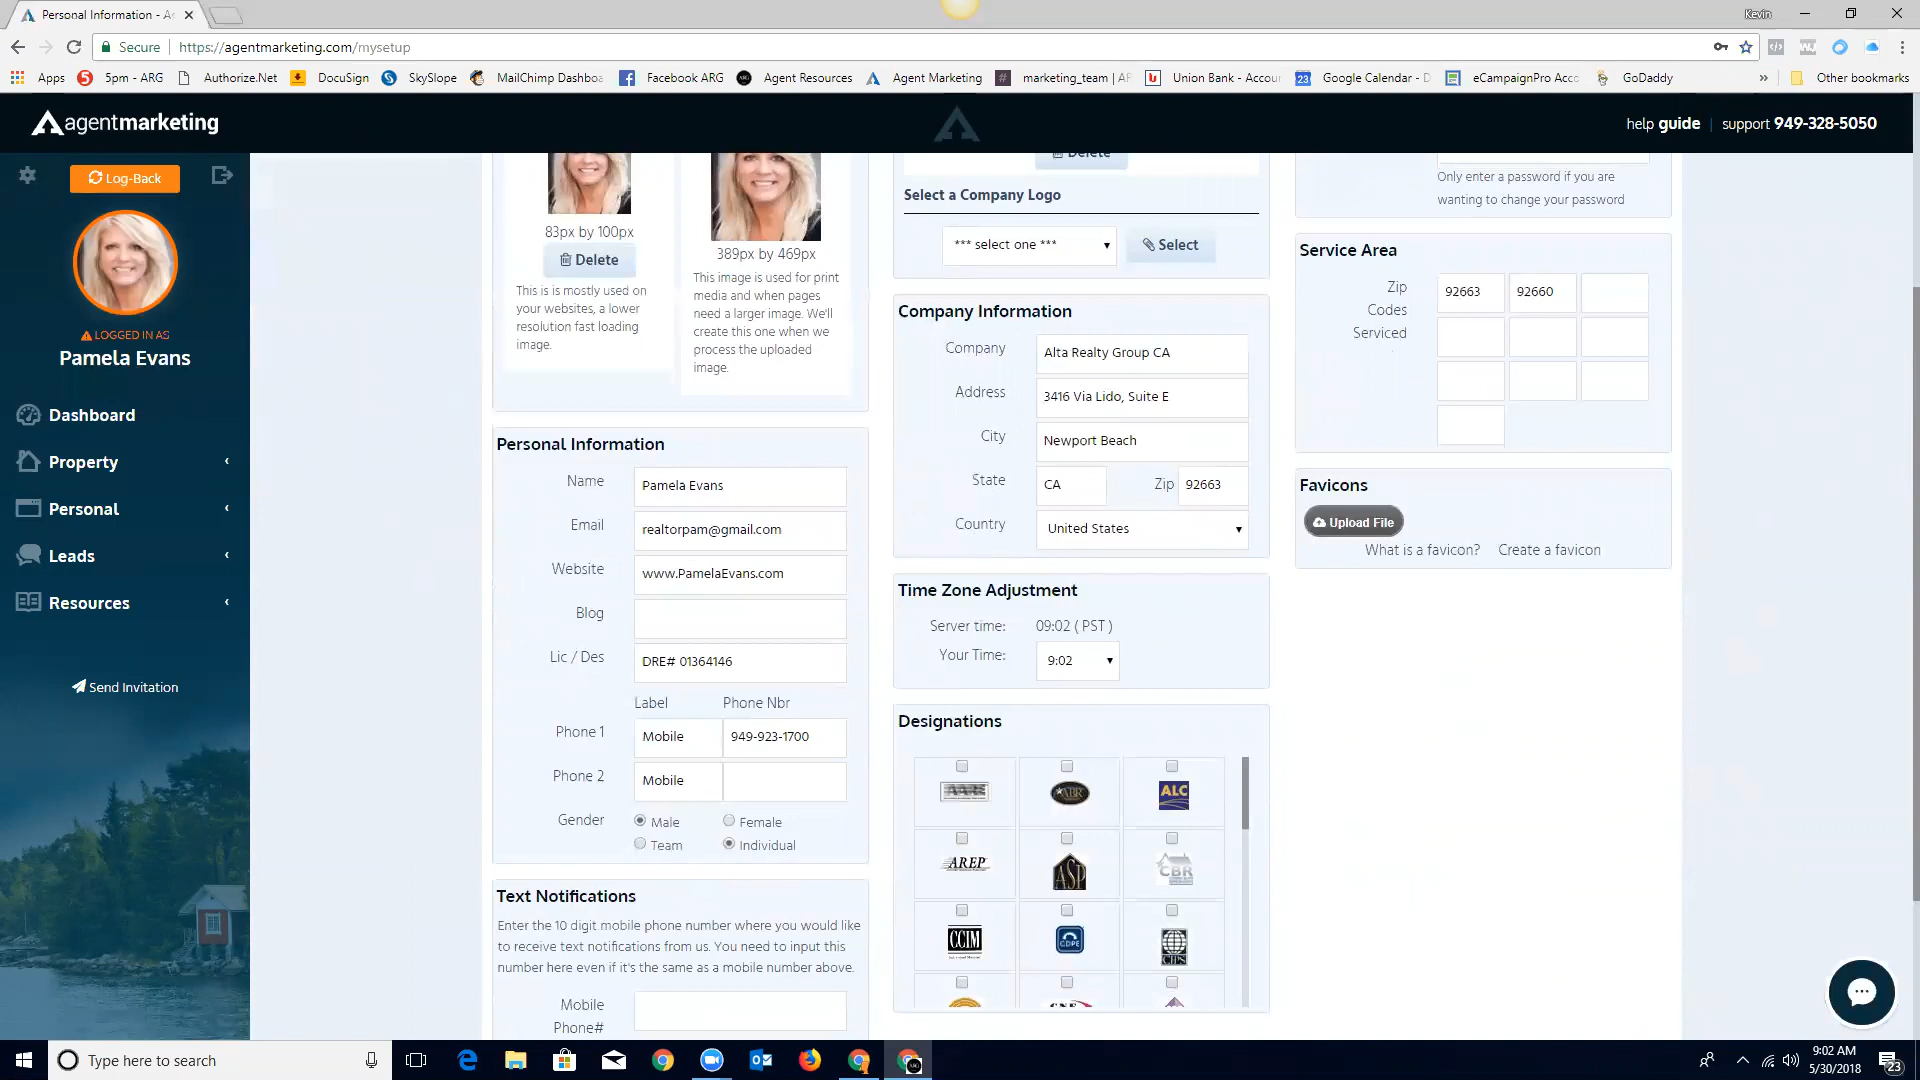 Personal Information - A
Kevin
Secure
https://agentmarketing.com/mysetup
Apps
5pm - ARG
Authorize.Net
DocuSign
SkySlope
MailChimp Dashboa
Facebook ARG
Agent Resources
Agent Marketing
marketing_team | AR
Union Bank - Accou
Google Calendar - D
eCampaignPro Acco
GoDaddy
»
Other bookmarks
agentmarketing
help guide | support 949-328-5050
Log-Back
LOGGED IN AS
Pamela Evans
Dashboard
Property
Personal
Leads
Resources
Send Invitation
83px by 100px
Delete
This is is mostly used on
your websites, a lower
resolution fast loading
image.
389px by 469px
This image is used for print
media and when pages
need a larger image. We'll
create this one when we
process the uploaded
image.
Personal Information
Name Pamela Evans
Email realtorpam@gmail.com
Website www.PamelaEvans.com
Blog
Lic / Des DRE# 01364146
Label Phone Nbr
Phone 1 Mobile 949-923-1700
Phone 2 Mobile
Gender Male Female
Team Individual
Text Notifications
Enter the 10 digit mobile phone number where you would like
to receive text notifications from us. You need to input this
number here even if it's the same as a mobile number above.
Mobile
Phone#
Delete
Select a Company Logo
*** select one *** Select
Company Information
Company Alta Realty Group CA
Address 3416 Via Lido, Suite E
City Newport Beach
State CA Zip 92663
Country United States
Time Zone Adjustment
Server time: 09:02 ( PST )
Your Time: 9:02
Designations
ABR
ALC
AREP
ASP
CBR
CCIM
CDPE
CIPS
Only enter a password if you are
wanting to change your password
Service Area
Zip
Codes
Serviced
92663 92660
Favicons
Upload File
What is a favicon? Create a favicon
Type here to search
ARG
9:02 AM
5/30/2018
23